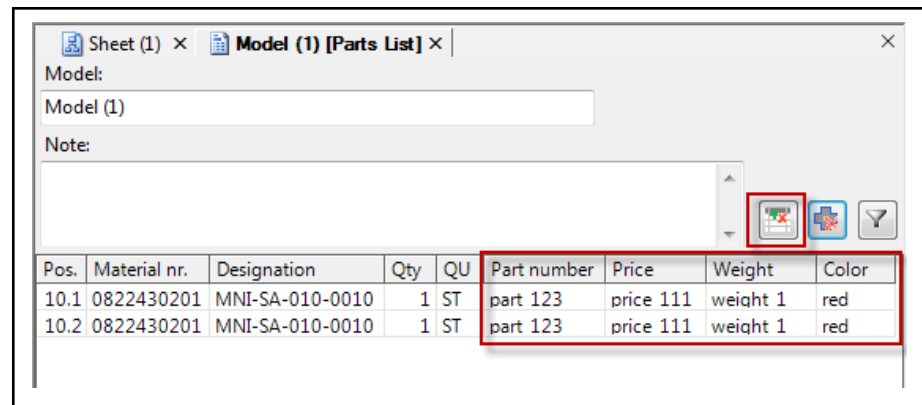 Sheet (1) × Model (1) [Parts List] × ×
Model:
Model (1)
Note:
Pos. Material nr. Designation Qty QU Part number Price Weight Color
10.1 0822430201 MNI-SA-010-0010 1 ST part 123 price 111 weight 1 red
10.2 0822430201 MNI-SA-010-0010 1 ST part 123 price 111 weight 1 red